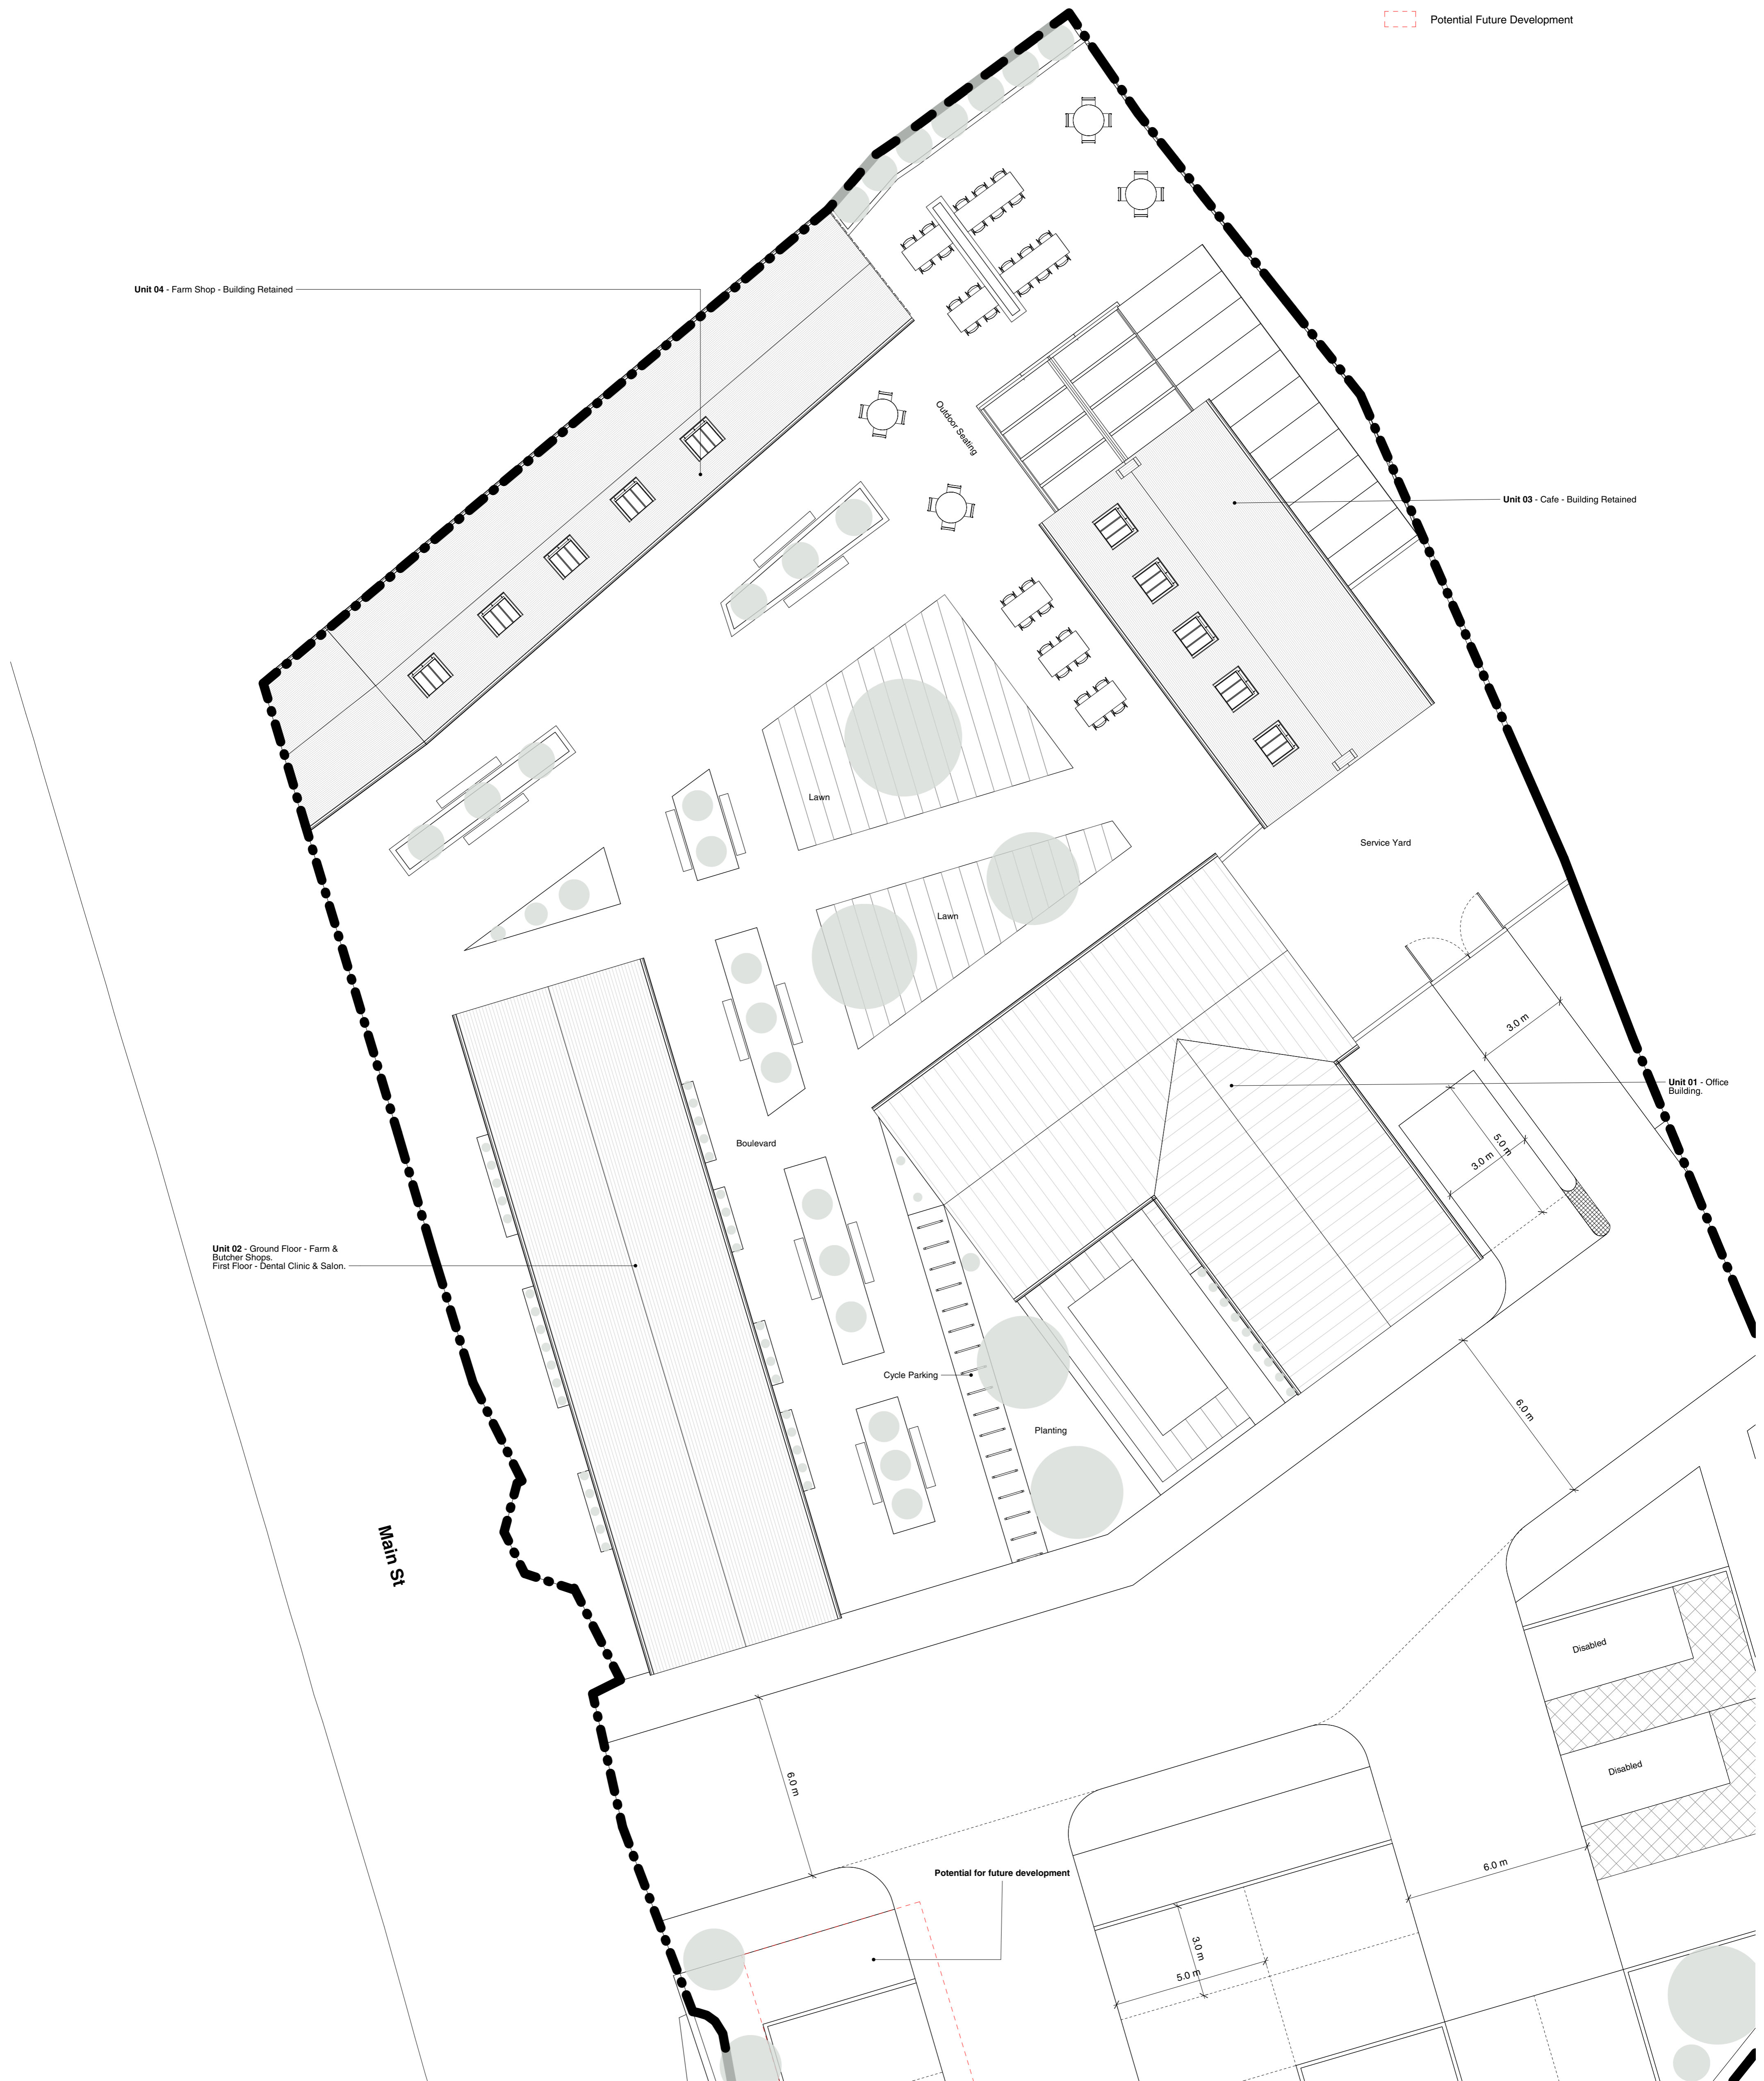 Potential Future Development
Unit 04 - Farm Shop - Building Retained
Outdoor Seating
Unit 03 - Cafe - Building Retained
Lawn
Service Yard
Lawn
3.0 m
Unit 01 - Office
Building.
5.0 m
3.0 m
Boulevard
Unit 02 - Ground Floor - Farm &
Butcher Shops.
First Floor - Dental Clinic & Salon.
Cycle Parking
6.0 m
Planting
Main St
Disabled
Disabled
6.0 m
6.0 m
Potential for future development
3.0 m
5.0 m